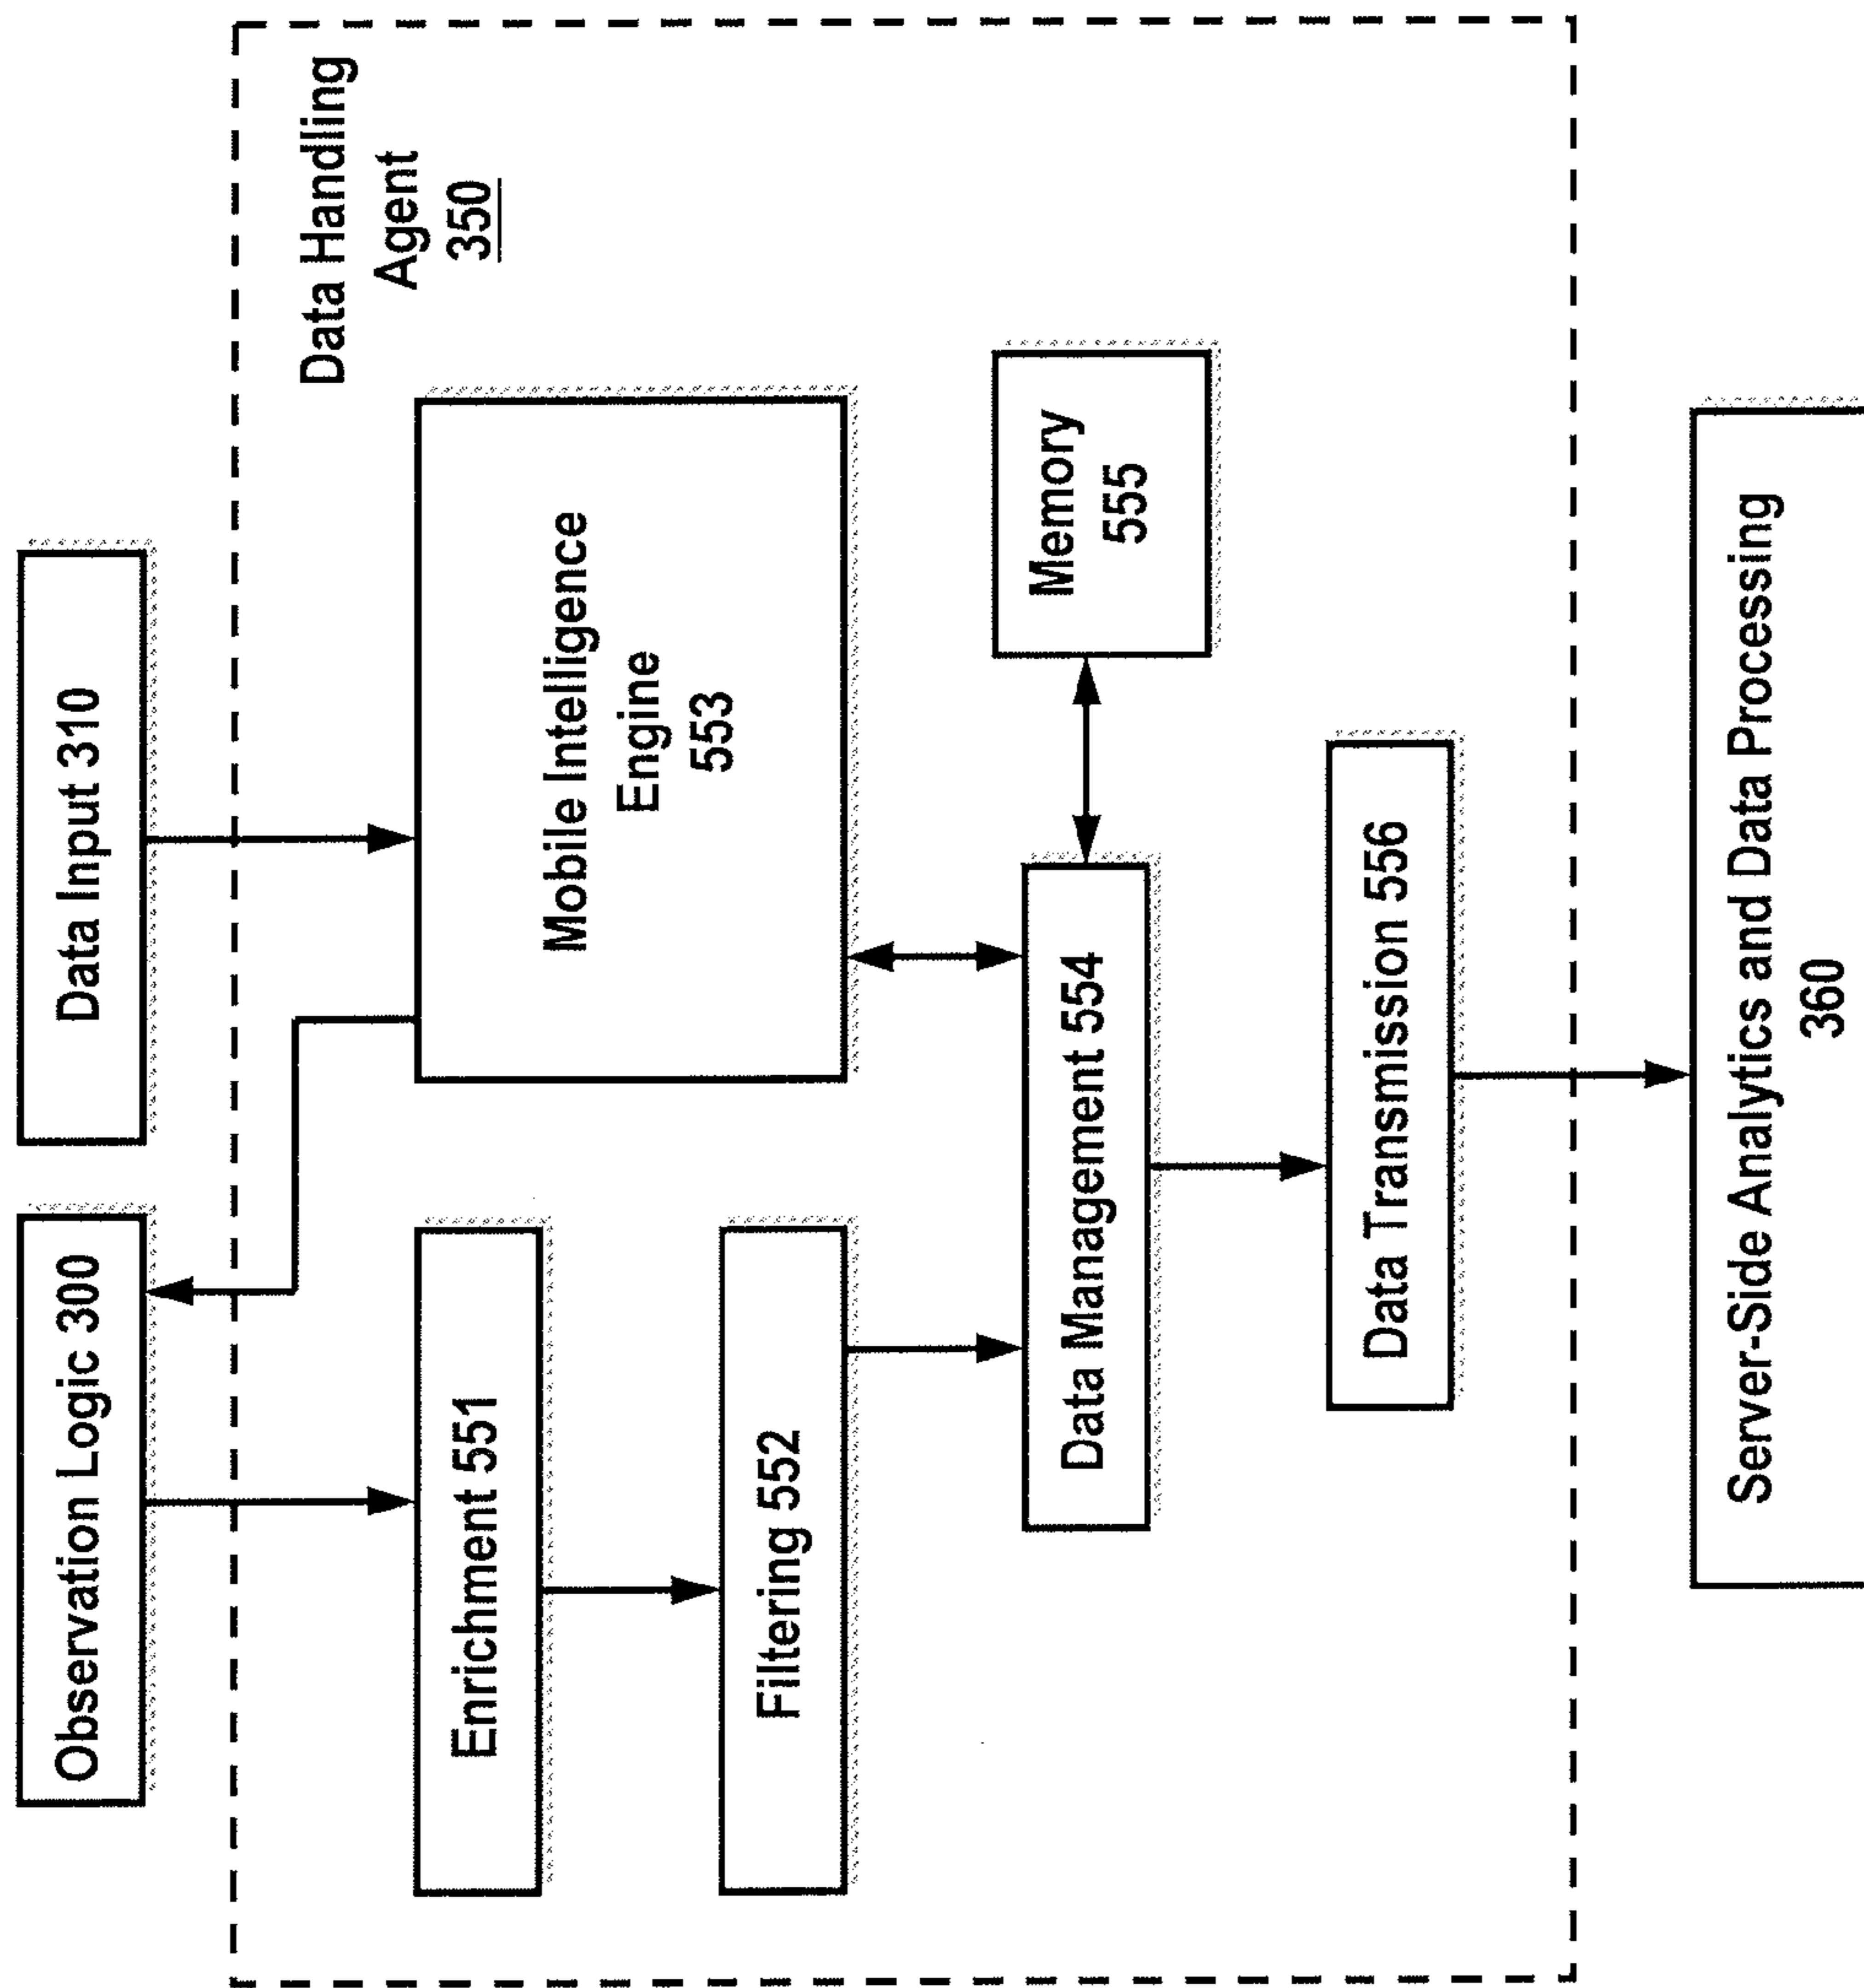 Observation Logic 300
Data Input 310
Data Handling
Agent
350
Enrichment 551
Filtering 552
Mobile Intelligence
Engine
553
Data Management 554
Memory
555
Data Transmission 556
Server-Side Analytics and Data Processing
360